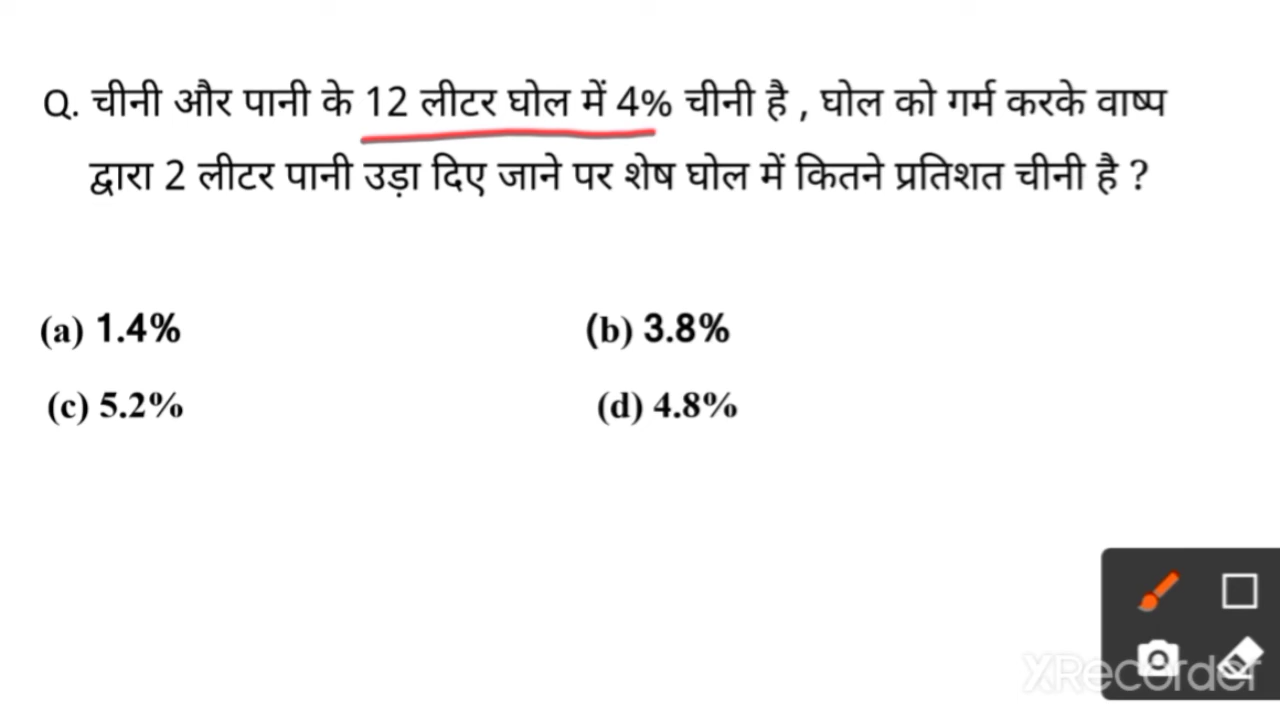 Q. चीनी और पानी के 12 लीटर घोल में 4% चीनी है , घोल को गर्म करके वाष्प
द्वारा 2 लीटर पानी उड़ा दिए जाने पर शेष घोल में कितने प्रतिशत चीनी है ?
(a) 1.4% (b) 3.8%
(c) 5.2% (d) 4.8%
XRecorder